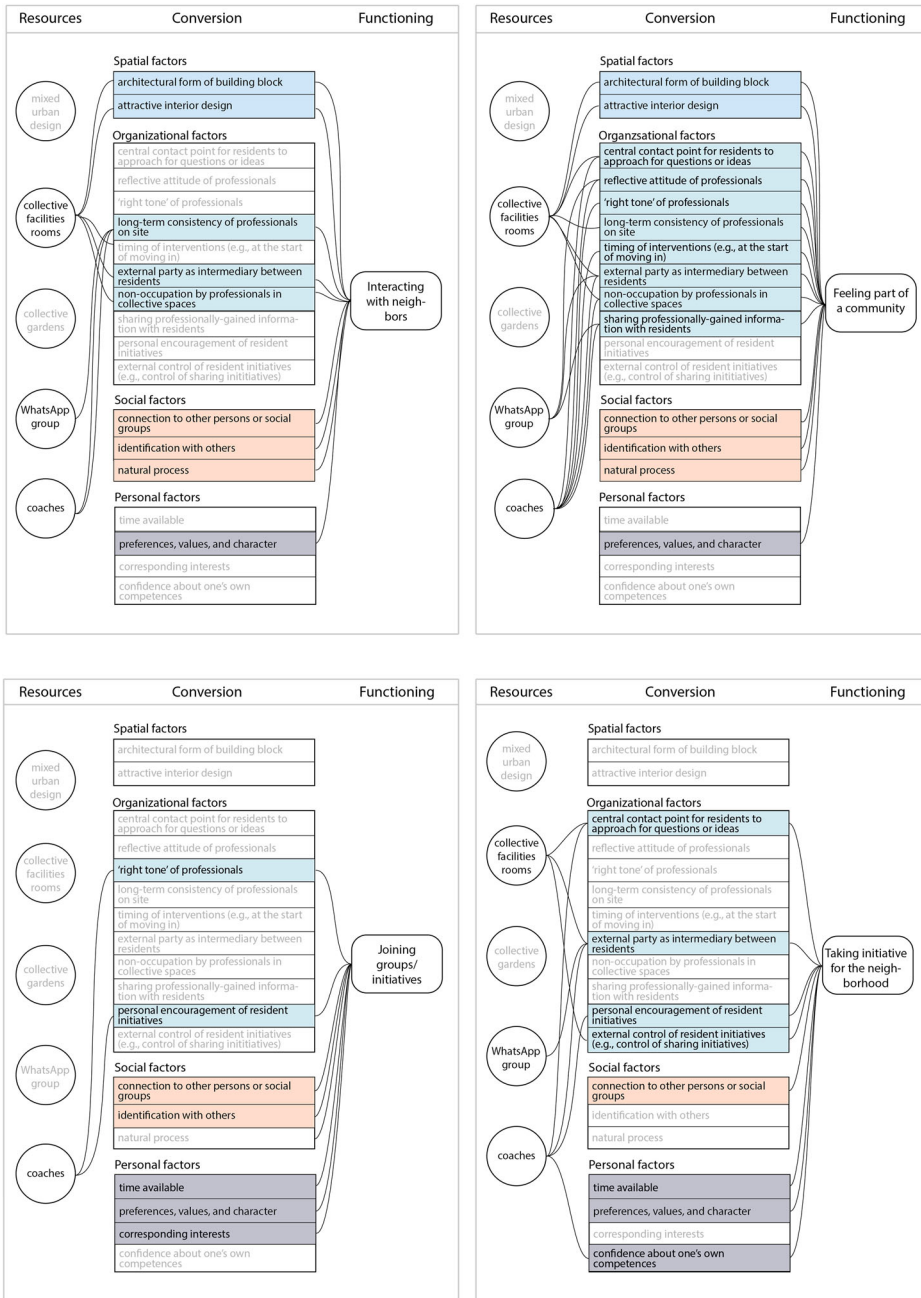 Resources Conversion Functioning
Spatial factors
architectural form of building block
attractive interior design
mixed
urban
design
Organizational factors
central contact point for residents to
approach for questions or ideas
reflective attitude of professionals
'right tone' of professionals
long-term consistency of professionals
on site
timing of interventions (e.g., at the start
of moving in)
external party as intermediary between
residents
non-occupation by professionals in
collective spaces
sharing professionally-gained informa-
tion with residents
personal encouragement of resident
initiatives
external control of resident initiatives
(e.g., control of sharing inititiatives)
collective
facilities
rooms
collective
gardens
WhatsApp
group
coaches
Interacting
with neigh-
bors
Social factors
connection to other persons or social
groups
identification with others
natural process
Personal factors
time available
preferences, values, and character
corresponding interests
confidence about one's own
competences
Resources Conversion Functioning
Spatial factors
architectural form of building block
attractive interior design
mixed
urban
design
Organzsational factors
central contact point for residents to
approach for questions or ideas
reflective attitude of professionals
'right tone' of professionals
long-term consistency of professionals
on site
timing of interventions (e.g., at the start
of moving in)
external party as intermediary between
residents
non-occupation by professionals in
collective spaces
sharing professionally-gained informa-
tion with residents
personal encouragement of resident
initiatives
external control of resident initiatives
(e.g., control of sharing inititiatives)
collective
facilities
rooms
collective
gardens
WhatsApp
group
coaches
Feeling part of
a community
Social factors
connection to other persons or social
groups
identification with others
natural process
Personal factors
time available
preferences, values, and character
corresponding interests
confidence about one's own
competences
Resources Conversion Functioning
Spatial factors
architectural form of building block
attractive interior design
mixed
urban
design
Organizational factors
central contact point for residents to
approach for questions or ideas
reflective attitude of professionals
'right tone' of professionals
long-term consistency of professionals
on site
timing of interventions (e.g., at the start
of moving in)
external party as intermediary between
residents
non-occupation by professionals in
collective spaces
sharing professionally-gained informa-
tion with residents
personal encouragement of resident
initiatives
external control of resident initiatives
(e.g., control of sharing inititiatives)
collective
facilities
rooms
collective
gardens
WhatsApp
group
coaches
Joining
groups/
initiatives
Social factors
connection to other persons or social
groups
identification with others
natural process
Personal factors
time available
preferences, values, and character
corresponding interests
confidence about one's own
competences
Resources Conversion Functioning
Spatial factors
architectural form of building block
attractive interior design
mixed
urban
design
Organizational factors
central contact point for residents to
approach for questions or ideas
reflective attitude of professionals
'right tone' of professionals
long-term consistency of professionals
on site
timing of interventions (e.g., at the start
of moving in)
external party as intermediary between
residents
non-occupation by professionals in
collective spaces
sharing professionally-gained informa-
tion with residents
personal encouragement of resident
initiatives
external control of resident initiatives
(e.g., control of sharing inititiatives)
collective
facilities
rooms
collective
gardens
WhatsApp
group
coaches
Taking initiative
for the neigh-
borhood
Social factors
connection to other persons or social
groups
identification with others
natural process
Personal factors
time available
preferences, values, and character
corresponding interests
confidence about one's own
competences